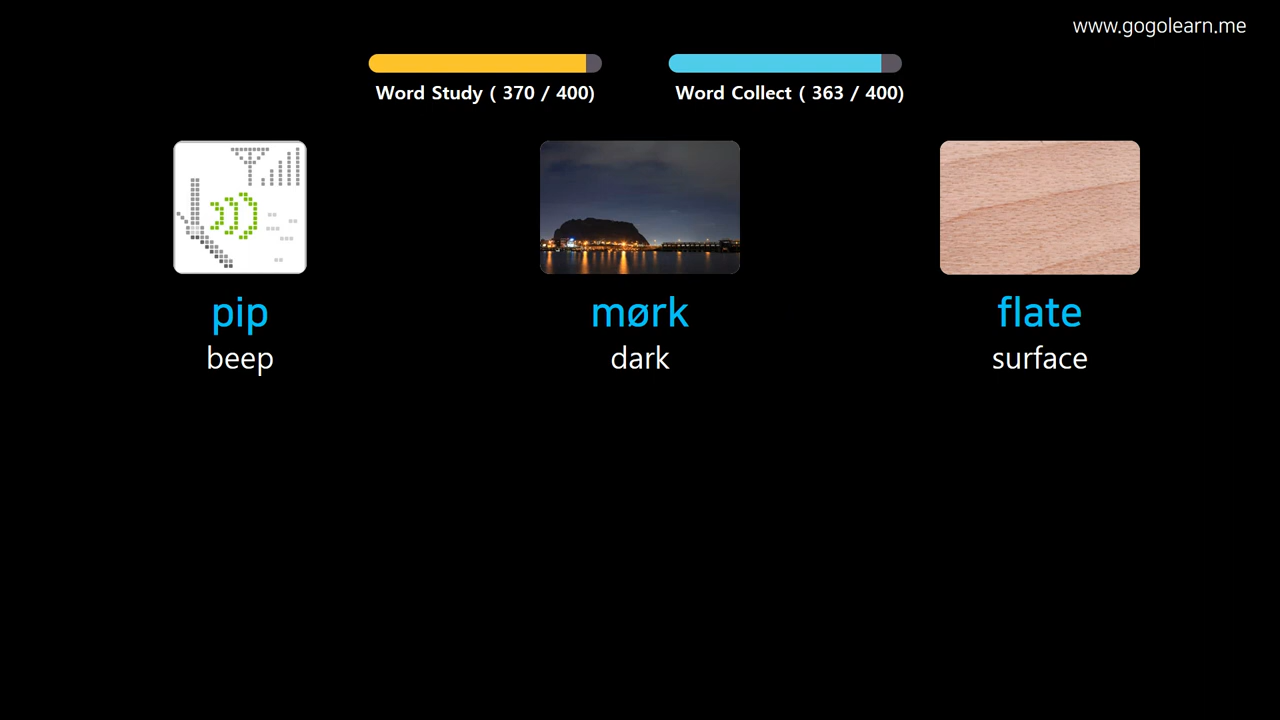 www.gogolearn.me
Word Study ( 370 / 400)
Word Collect ( 363 / 400)
pip
beep
mørk
dark
flate
surface